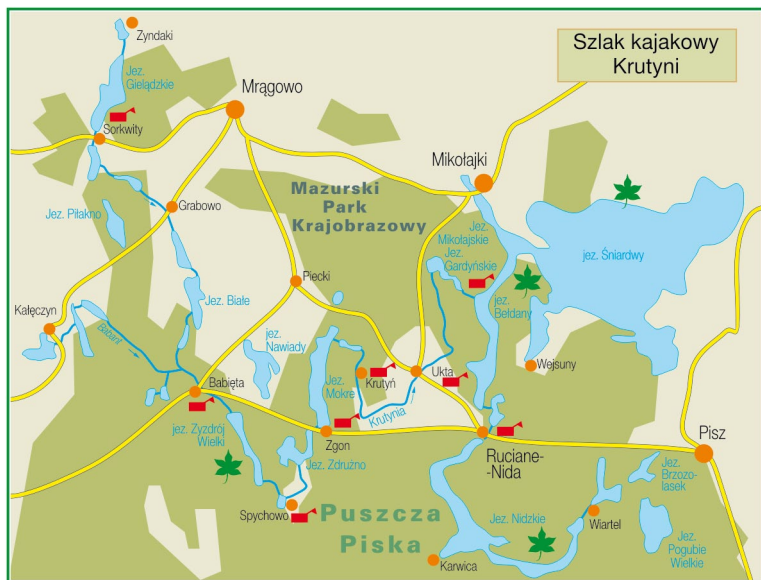 Szlak kajakowy
Krutyni
Zyndaki
Jez.
Gielądzkie
Mrągowo
Sorkwity
Mikołajki
Mazurski
Park
Krajobrazowy
Jez. Piłakno
Grabowo
Jez.
Mikołajskie
Jez.
Gardyńskie
jez. Śniardwy
Piecki
Jez. Białe
jez.
Bełdany
Kałęczyn
Babant
jez.
Nawiady
Wejsuny
Jez.
Mokre
Krutyń
Ukta
Babięta
Krutynia
jez. Zyzdrój
Wielki
Zgon
Ruciane-
-Nida
Pisz
Jez. Zdrużno
Jez.
Brzozo-
lasek
Spychowo
Puszcza
Piska
Jez. Nidzkie
Wiartel
Jez.
Pogubie
Wielkie
Karwica